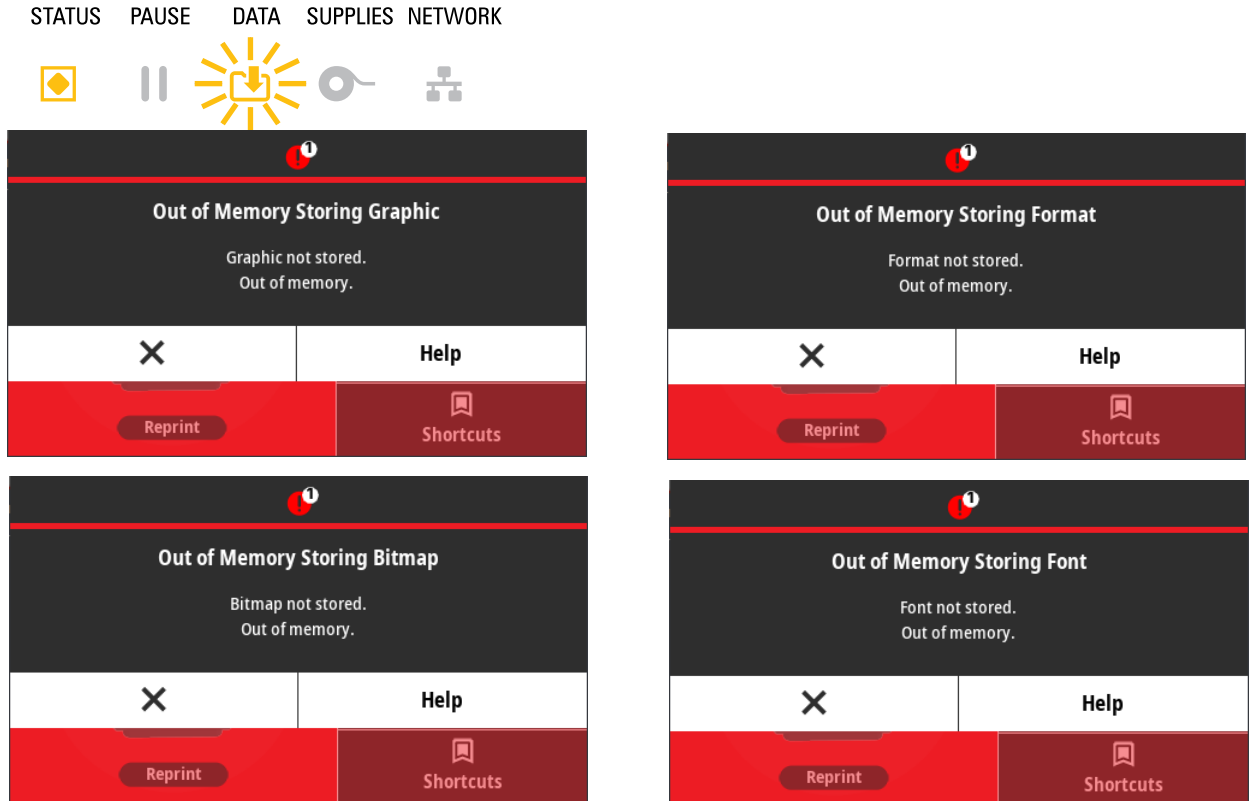 STATUS PAUSE DATA SUPPLIES NETWORK
1
Out of Memory Storing Graphic
Graphic not stored.
Out of memory.
Help
Reprint
Shortcuts
1
Out of Memory Storing Format
Format not stored.
Out of memory.
Help
Reprint
Shortcuts
1
Out of Memory Storing Bitmap
Bitmap not stored.
Out of memory.
Help
Reprint
Shortcuts
1
Out of Memory Storing Font
Font not stored.
Out of memory.
Help
Reprint
Shortcuts